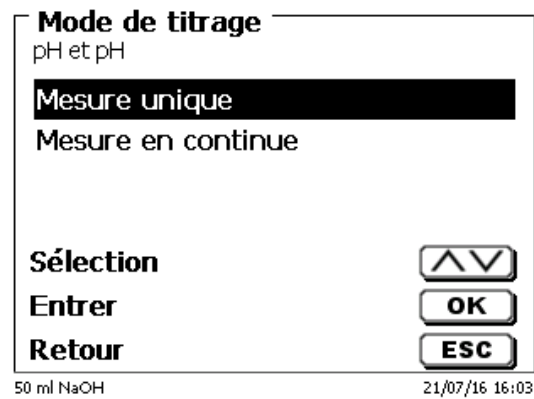 Mode de titrage
pH et pH
Mesure unique
Mesure en continue
Sélection
Entrer OK
Retour ESC
50 ml NaOH 21/07/16 16:03